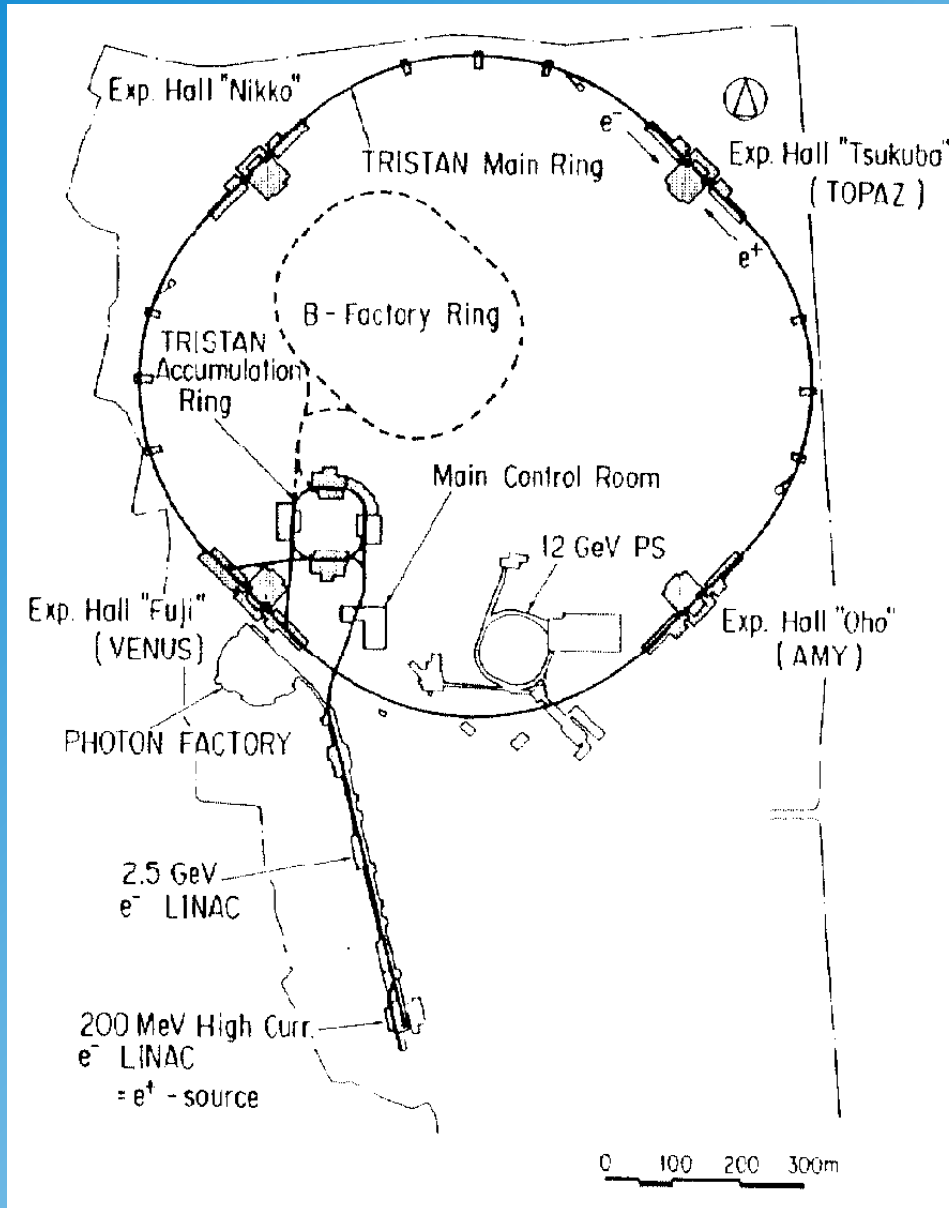 Exp. Hall "Nikko"
TRISTAN Main Ring
e⁻
Exp. Hall "Tsukuba"
(TOPAZ)
e⁺
B-Factory Ring
TRISTAN
Accumulation
Ring
Main Control Room
12 GeV PS
Exp. Hall "Fuji"
(VENUS)
Exp. Hall "Oho"
(AMY)
PHOTON FACTORY
2.5 GeV
e⁻ LINAC
200 MeV High Curr.
e⁻ LINAC
= e⁺ - source
0 100 200 300m